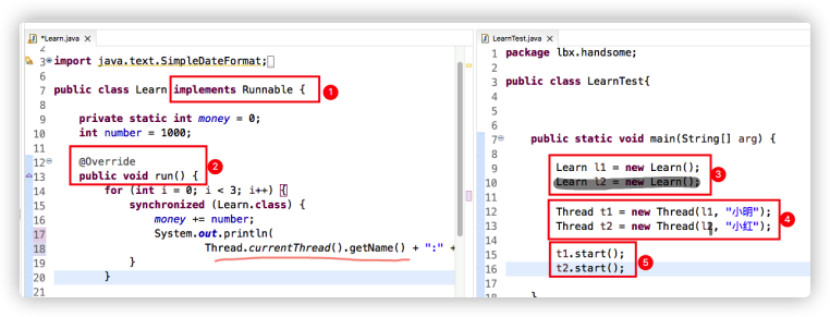 *Learn.java
2
3 import java.text.SimpleDateFormat;
6
7 public class Learn implements Runnable { 1
8
9 private static int money = 0;
10 int number = 1000;
11
12 @Override 2
13 public void run() {
14 for (int i = 0; i < 3; i++) {
15 synchronized (Learn.class) {
16 money += number;
17 System.out.println(
18 Thread.currentThread().getName() + ":" +
19 }
20 }
21
LearnTest.java
1 package lbx.handsome;
2
3 public class LearnTest{
4
5
6
7 public static void main(String[] arg) {
8
9 Learn l1 = new Learn(); 3
10 Learn l2 = new Learn();
11
12 Thread t1 = new Thread(l1, "小明"); 4
13 Thread t2 = new Thread(l2, "小红");
14
15 t1.start(); 5
16 t2.start();
17
18 }